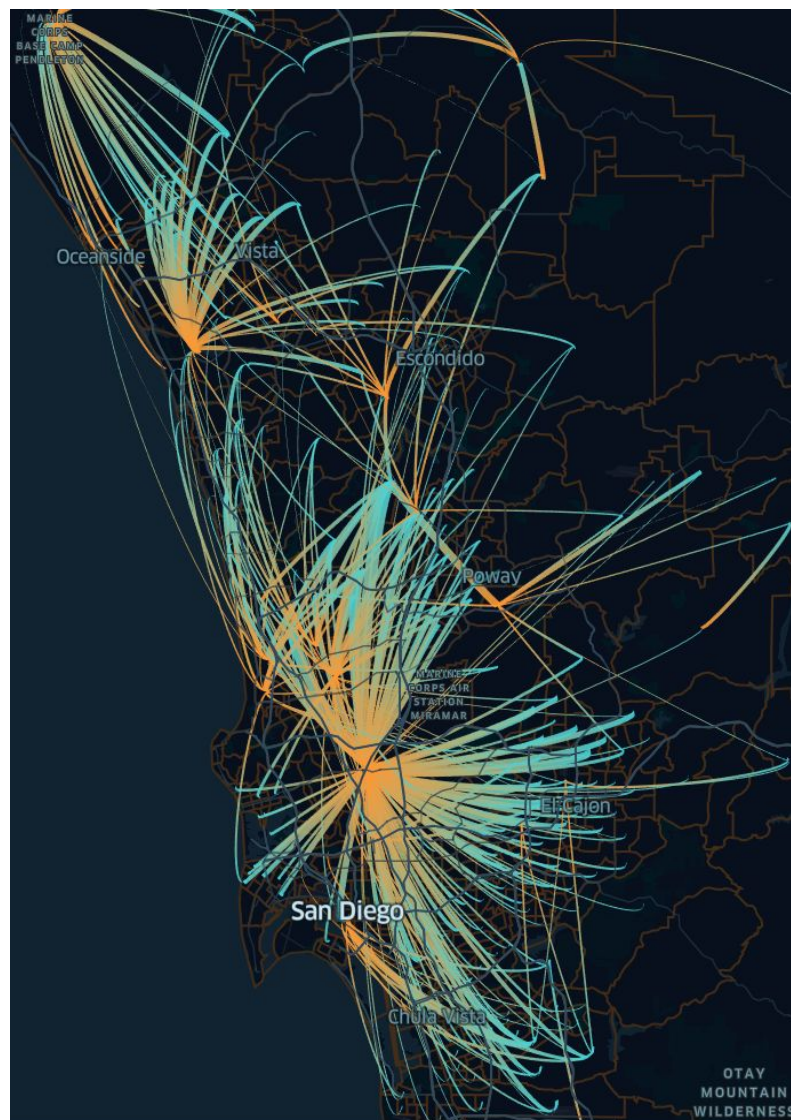 MARINE
CORPS
BASE CAMP
PENDLETON
Oceanside
Vista
Escondido
Poway
MARINE
CORPS AIR
STATION
MIRAMAR
El Cajon
San Diego
Chula Vista
OTAY
MOUNTAIN
WILDERNESS